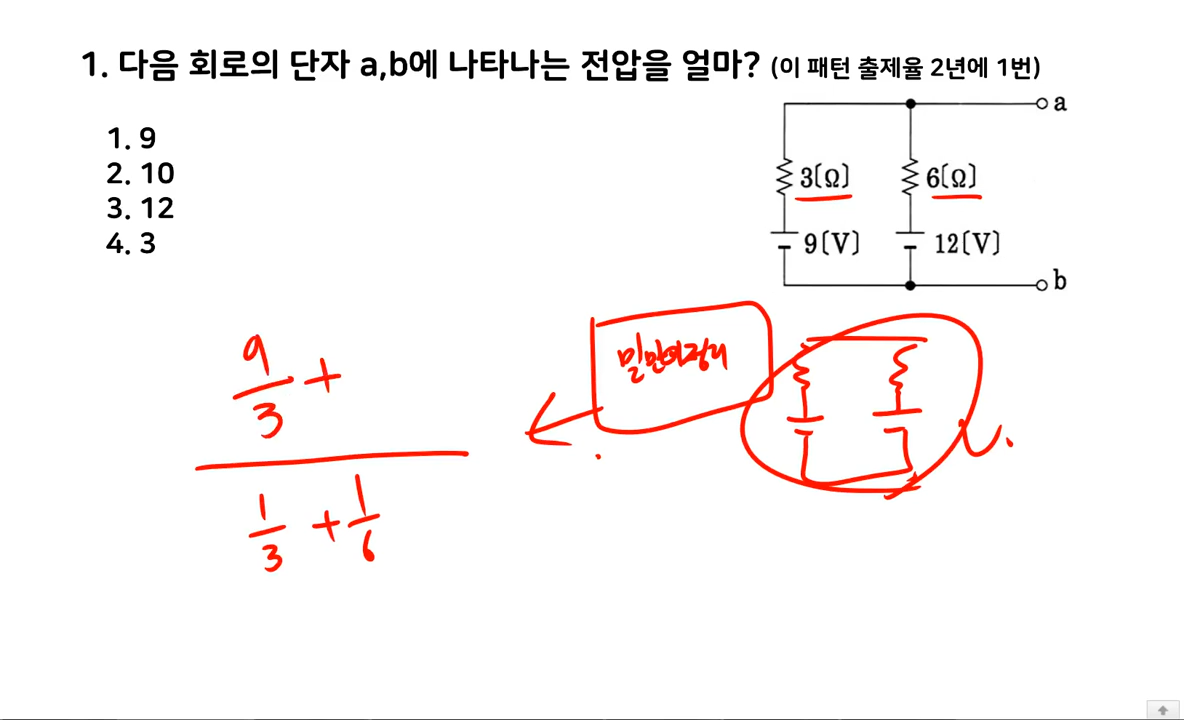 1. 다음 회로의 단자 a,b에 나타나는 전압을 얼마? (이 패턴 출제율 2년에 1번)
1. 9
2. 10
3. 12
4. 3
a
3[Ω]
6[Ω]
9[V]
12[V]
b
밀만의정리
9/3 +
1/3 + 1/6